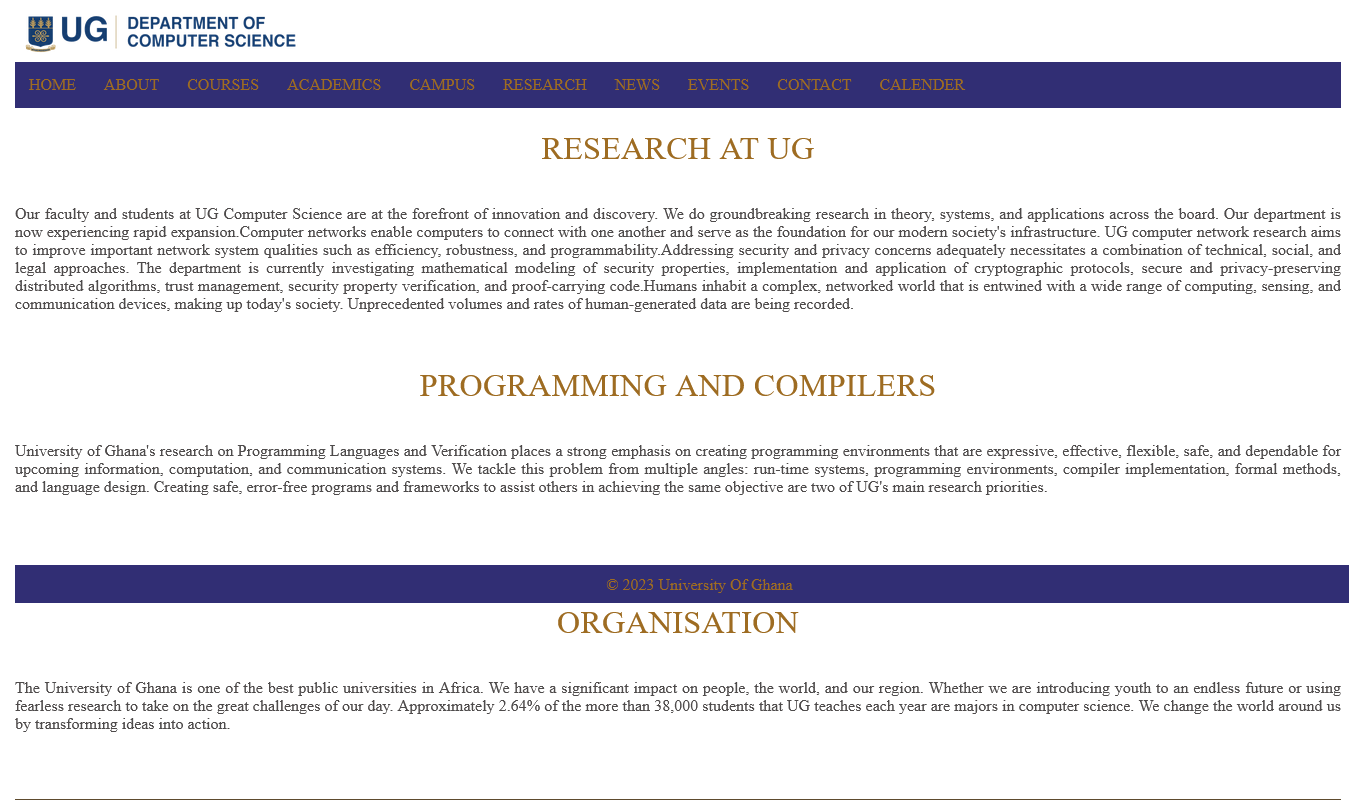 UG
DEPARTMENT OF
COMPUTER SCIENCE
HOME ABOUT COURSES ACADEMICS CAMPUS RESEARCH NEWS EVENTS CONTACT CALENDER
RESEARCH AT UG
Our faculty and students at UG Computer Science are at the forefront of innovation and discovery. We do groundbreaking research in theory, systems, and applications across the board. Our department is
now experiencing rapid expansion.Computer networks enable computers to connect with one another and serve as the foundation for our modern society's infrastructure. UG computer network research aims
to improve important network system qualities such as efficiency, robustness, and programmability.Addressing security and privacy concerns adequately necessitates a combination of technical, social, and
legal approaches. The department is currently investigating mathematical modeling of security properties, implementation and application of cryptographic protocols, secure and privacy-preserving
distributed algorithms, trust management, security property verification, and proof-carrying code.Humans inhabit a complex, networked world that is entwined with a wide range of computing, sensing, and
communication devices, making up today's society. Unprecedented volumes and rates of human-generated data are being recorded.
PROGRAMMING AND COMPILERS
University of Ghana's research on Programming Languages and Verification places a strong emphasis on creating programming environments that are expressive, effective, flexible, safe, and dependable for
upcoming information, computation, and communication systems. We tackle this problem from multiple angles: run-time systems, programming environments, compiler implementation, formal methods,
and language design. Creating safe, error-free programs and frameworks to assist others in achieving the same objective are two of UG's main research priorities.
© 2023 University Of Ghana
ORGANISATION
The University of Ghana is one of the best public universities in Africa. We have a significant impact on people, the world, and our region. Whether we are introducing youth to an endless future or using
fearless research to take on the great challenges of our day. Approximately 2.64% of the more than 38,000 students that UG teaches each year are majors in computer science. We change the world around us
by transforming ideas into action.